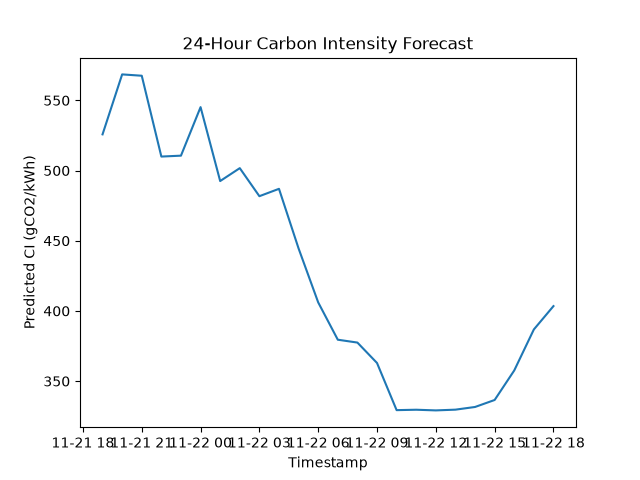 24-Hour Carbon Intensity Forecast
Predicted CI (gCO2/kWh)
550
500
450
400
350
11-21 18 11-21 21 11-22 00 11-22 03 11-22 06 11-22 09 11-22 12 11-22 15 11-22 18
Timestamp